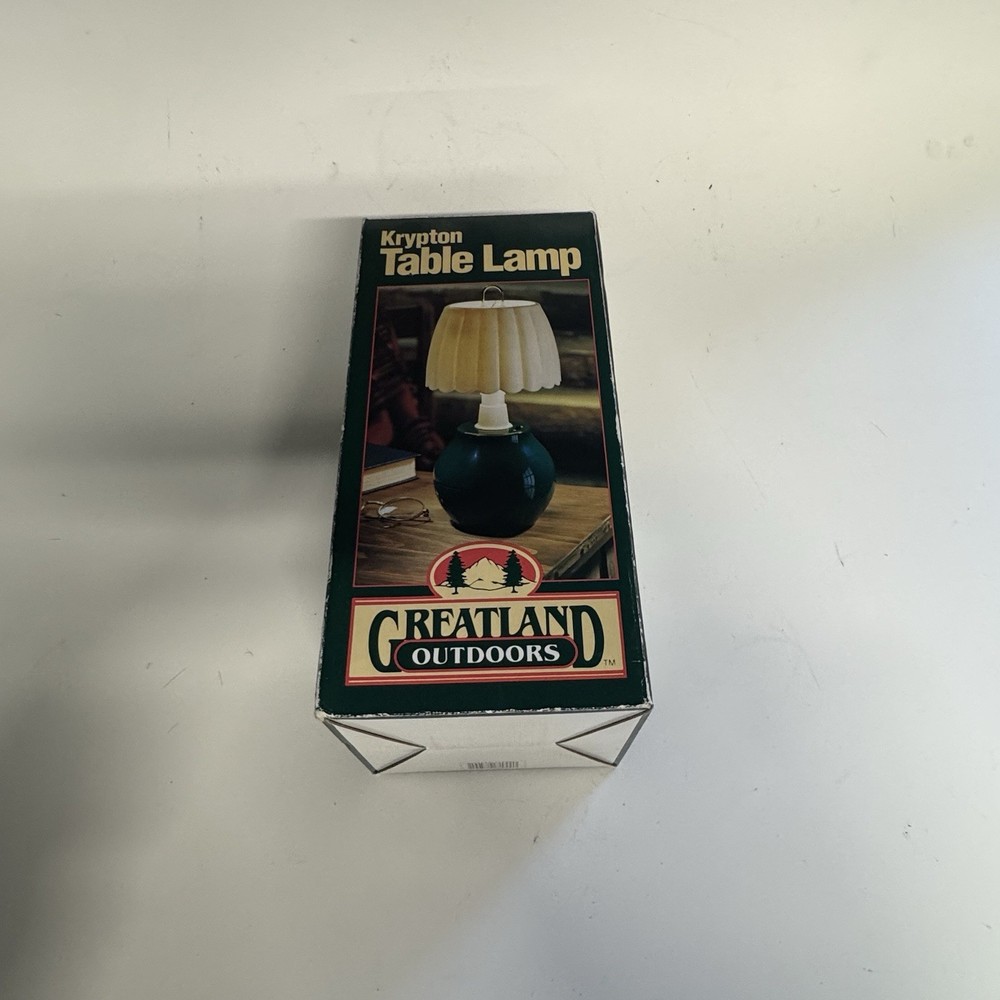 Krypton
Table Lamp
GREATLAND
OUTDOORS
TM